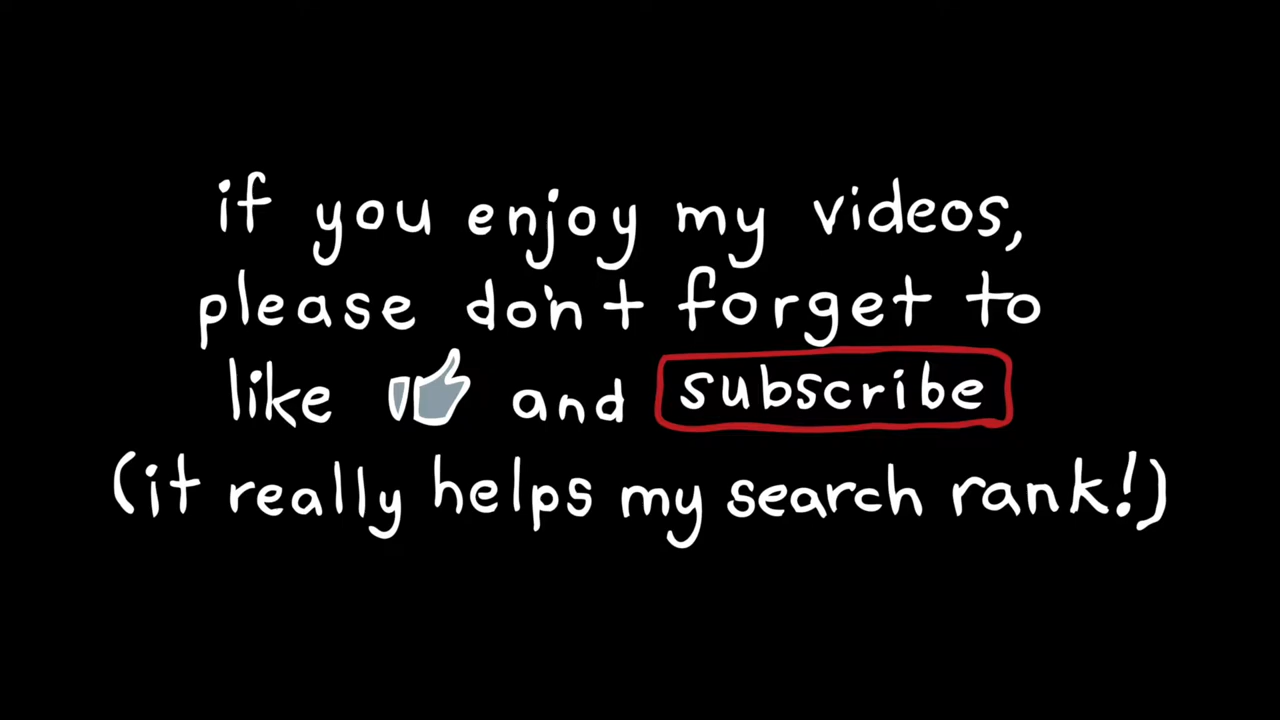 if you enjoy my videos,
please don't forget to
like and subscribe
(it really helps my search rank!)